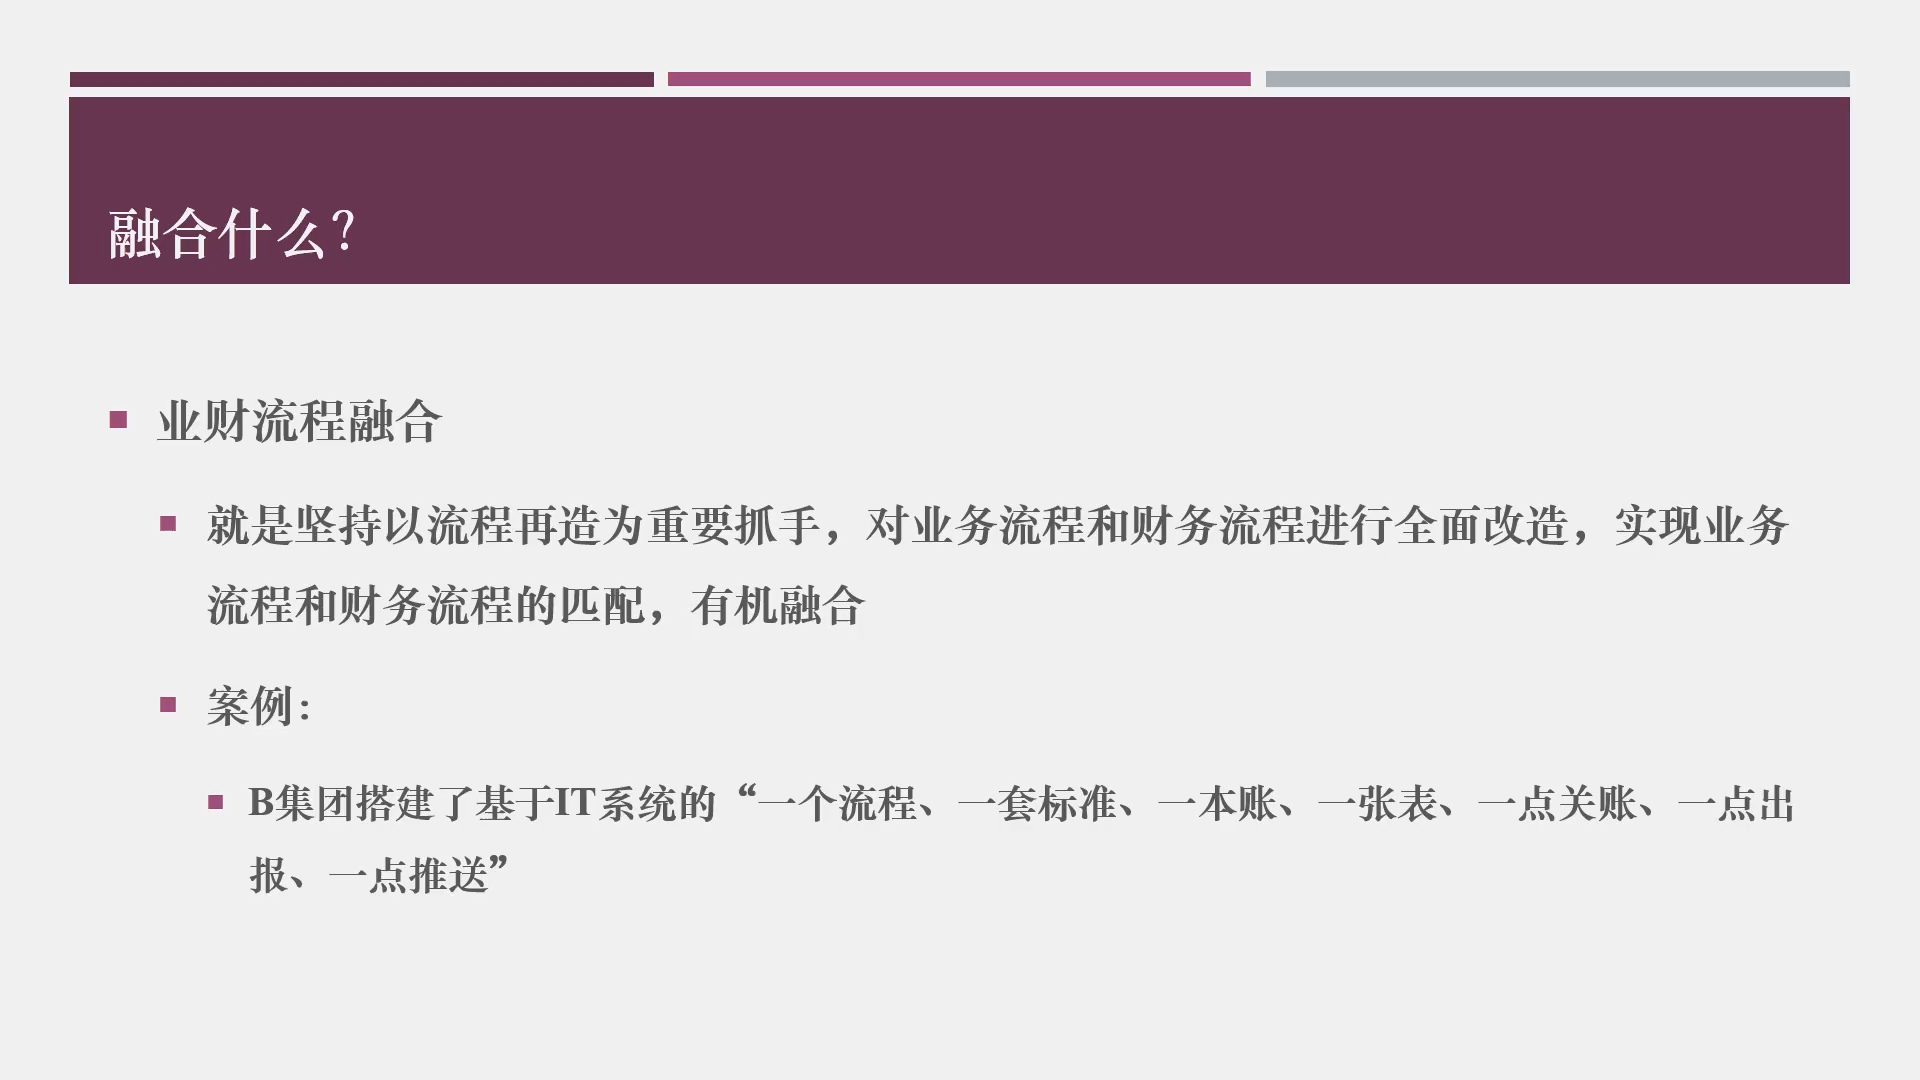 融合什么？
业财流程融合
就是坚持以流程再造为重要抓手，对业务流程和财务流程进行全面改造，实现业务
流程和财务流程的匹配，有机融合
案例：
B集团搭建了基于IT系统的“一个流程、一套标准、一本账、一张表、一点关账、一点出
报、一点推送”